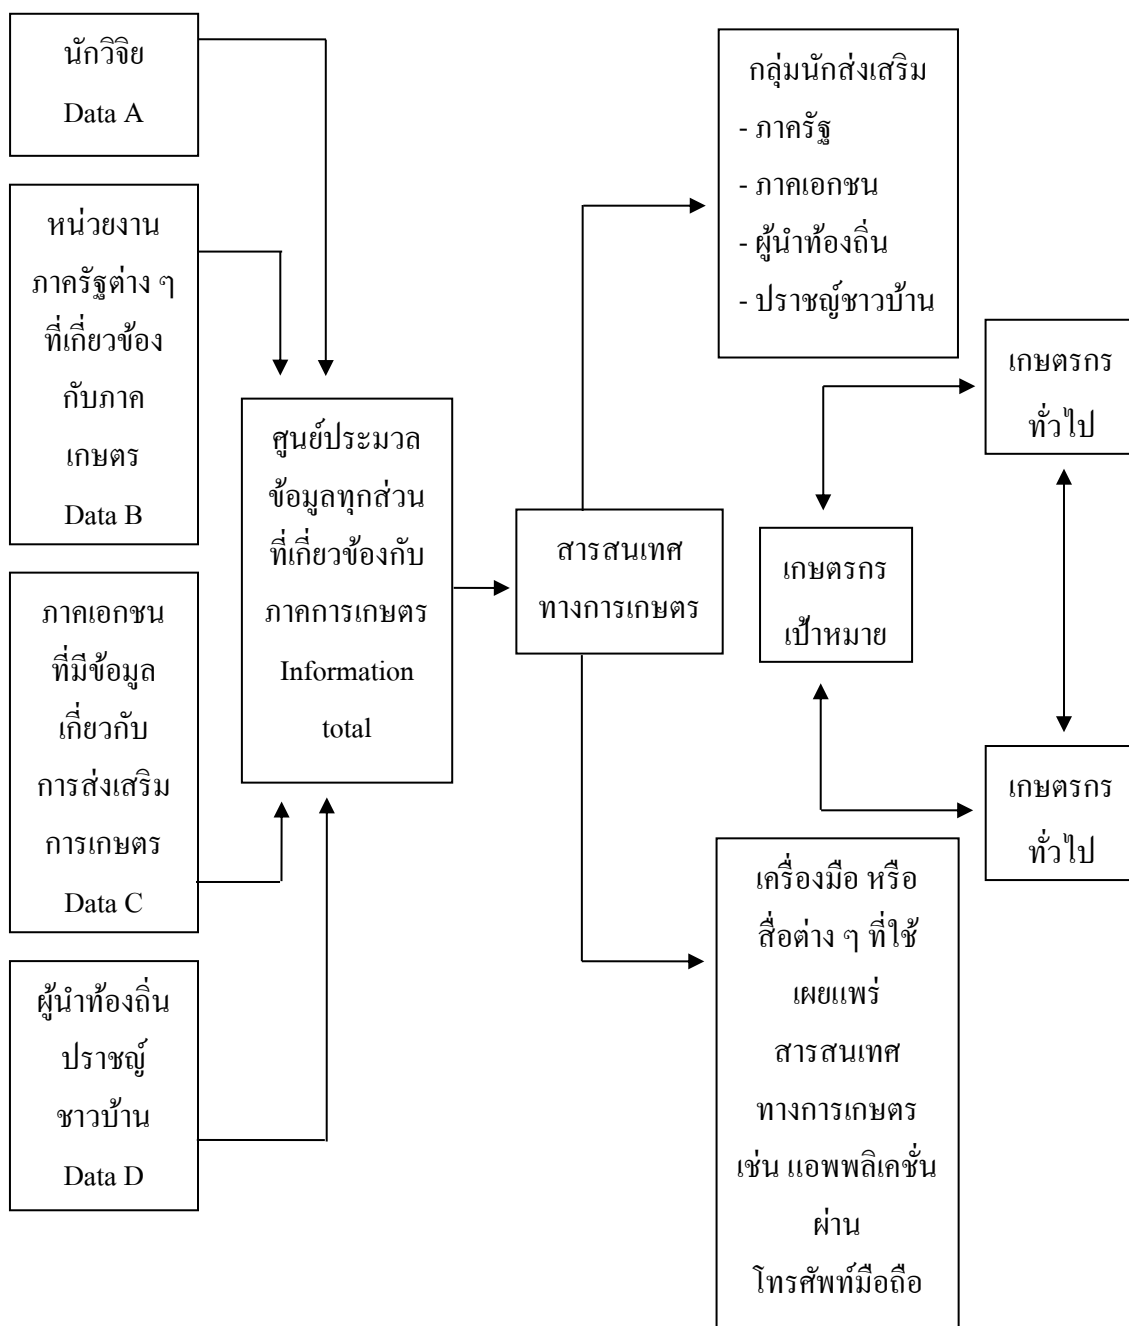 นักวิจัย
Data A
หน่วยงาน
ภาครัฐต่าง ๆ
ที่เกี่ยวข้อง
กับภาค
เกษตร
Data B
ภาคเอกชน
ที่มีข้อมูล
เกี่ยวกับ
การส่งเสริม
การเกษตร
Data C
ผู้นำท้องถิ่น
ปราชญ์
ชาวบ้าน
Data D
ศูนย์ประมวล
ข้อมูลทุกส่วน
ที่เกี่ยวข้องกับ
ภาคการเกษตร
Information
total
สารสนเทศ
ทางการเกษตร
กลุ่มนักส่งเสริม
- ภาครัฐ
- ภาคเอกชน
- ผู้นำท้องถิ่น
- ปราชญ์ชาวบ้าน
เกษตรกร
ทั่วไป
เกษตรกร
เป้าหมาย
เกษตรกร
ทั่วไป
เครื่องมือ หรือ
สื่อต่าง ๆ ที่ใช้
เผยแพร่
สารสนเทศ
ทางการเกษตร
เช่น แอพพลิเคชั่น
ผ่าน
โทรศัพท์มือถือ